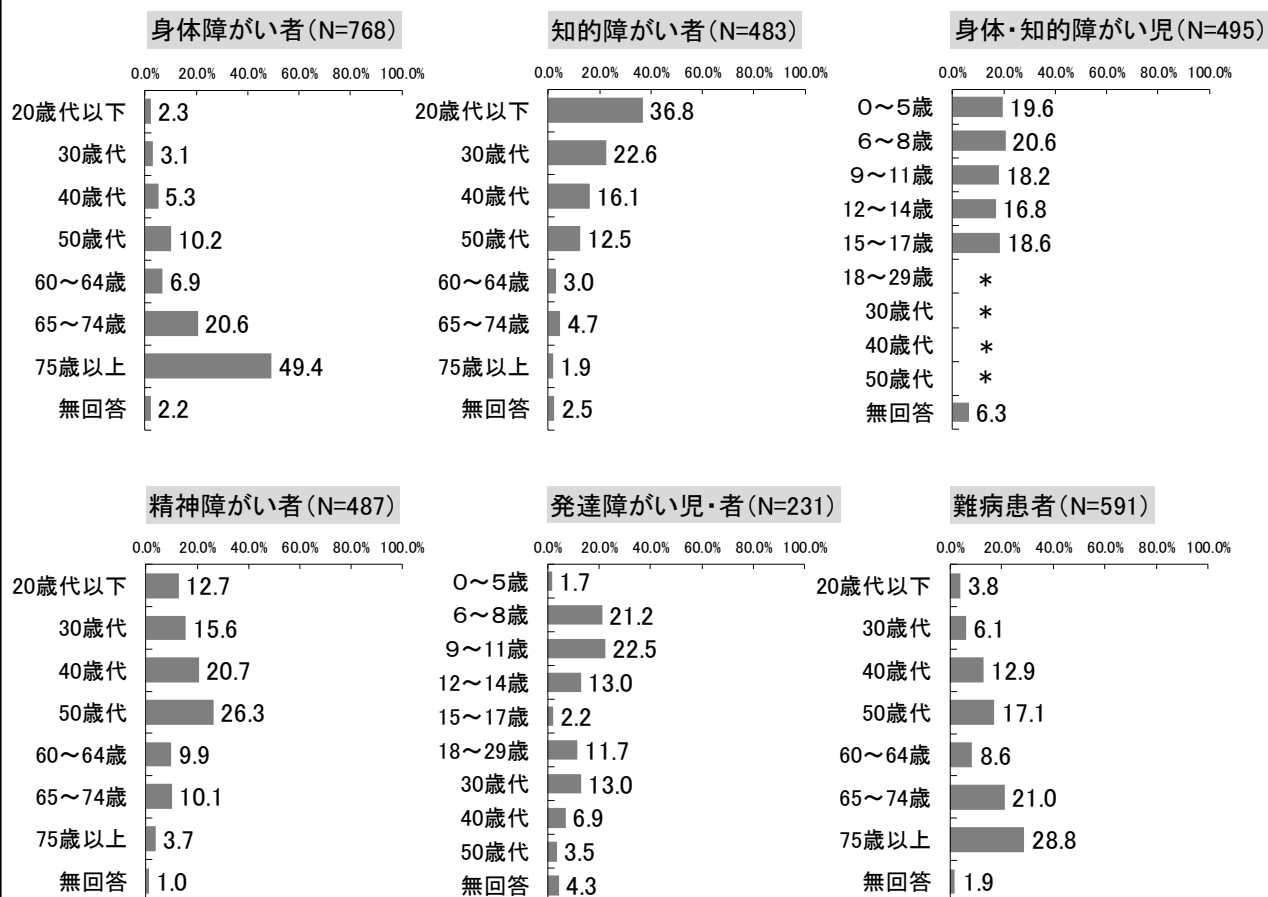 身体障がい者(N=768)
0.0% 20.0% 40.0% 60.0% 80.0% 100.0%
20歳代以下 2.3
30歳代 3.1
40歳代 5.3
50歳代 10.2
60～64歳 6.9
65～74歳 20.6
75歳以上 49.4
無回答 2.2
知的障がい者(N=483)
0.0% 20.0% 40.0% 60.0% 80.0% 100.0%
20歳代以下 36.8
30歳代 22.6
40歳代 16.1
50歳代 12.5
60～64歳 3.0
65～74歳 4.7
75歳以上 1.9
無回答 2.5
身体・知的障がい児(N=495)
0.0% 20.0% 40.0% 60.0% 80.0% 100.0%
０～５歳 19.6
６～８歳 20.6
９～11歳 18.2
12～14歳 16.8
15～17歳 18.6
18～29歳 *
30歳代 *
40歳代 *
50歳代 *
無回答 6.3
精神障がい者(N=487)
0.0% 20.0% 40.0% 60.0% 80.0% 100.0%
20歳代以下 12.7
30歳代 15.6
40歳代 20.7
50歳代 26.3
60～64歳 9.9
65～74歳 10.1
75歳以上 3.7
無回答 1.0
発達障がい児・者(N=231)
0.0% 20.0% 40.0% 60.0% 80.0% 100.0%
０～５歳 1.7
６～８歳 21.2
９～11歳 22.5
12～14歳 13.0
15～17歳 2.2
18～29歳 11.7
30歳代 13.0
40歳代 6.9
50歳代 3.5
無回答 4.3
難病患者(N=591)
0.0% 20.0% 40.0% 60.0% 80.0% 100.0%
20歳代以下 3.8
30歳代 6.1
40歳代 12.9
50歳代 17.1
60～64歳 8.6
65～74歳 21.0
75歳以上 28.8
無回答 1.9